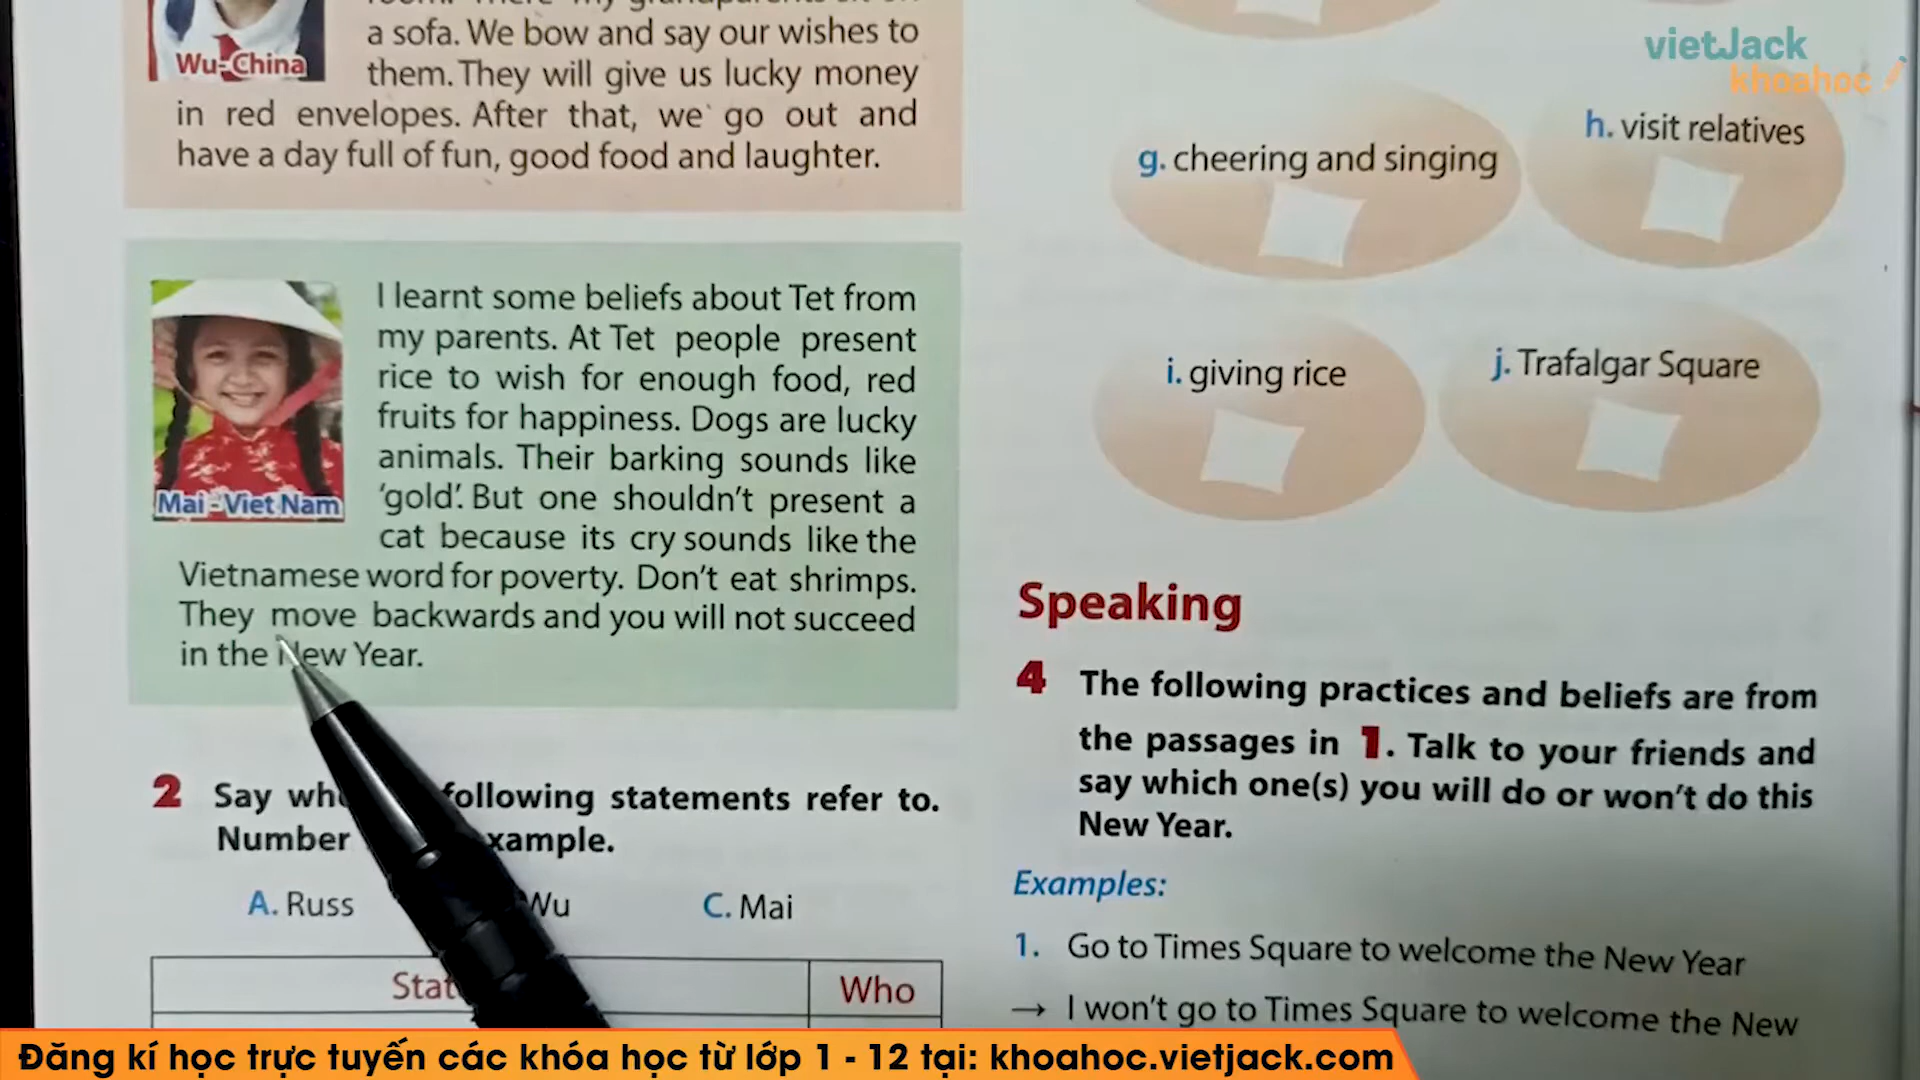 a sofa. We bow and say our wishes to
Wu-China
them. They will give us lucky money
in red envelopes. After that, we go out and
have a day full of fun, good food and laughter.
I learnt some beliefs about Tet from
my parents. At Tet people present
rice to wish for enough food, red
fruits for happiness. Dogs are lucky
animals. Their barking sounds like
'gold'. But one shouldn't present a
Mai - Viet Nam
cat because its cry sounds like the
Vietnamese word for poverty. Don't eat shrimps.
They move backwards and you will not succeed
in the New Year.
2 Say following statements refer to.
Number
A. Russ Wu C. Mai
Who
vietJack
khoahoc
g. cheering and singing
h. visit relatives
i. giving rice
j. Trafalgar Square
Speaking
4 The following practices and beliefs are from
the passages in 1. Talk to your friends and
say which one(s) you will do or won't do this
New Year.
Examples:
1. Go to Times Square to welcome the New Year
→ I won't go to Times Square to welcome the New
Đăng kí học trực tuyến các khóa học từ lớp 1 - 12 tại: khoahoc.vietjack.com